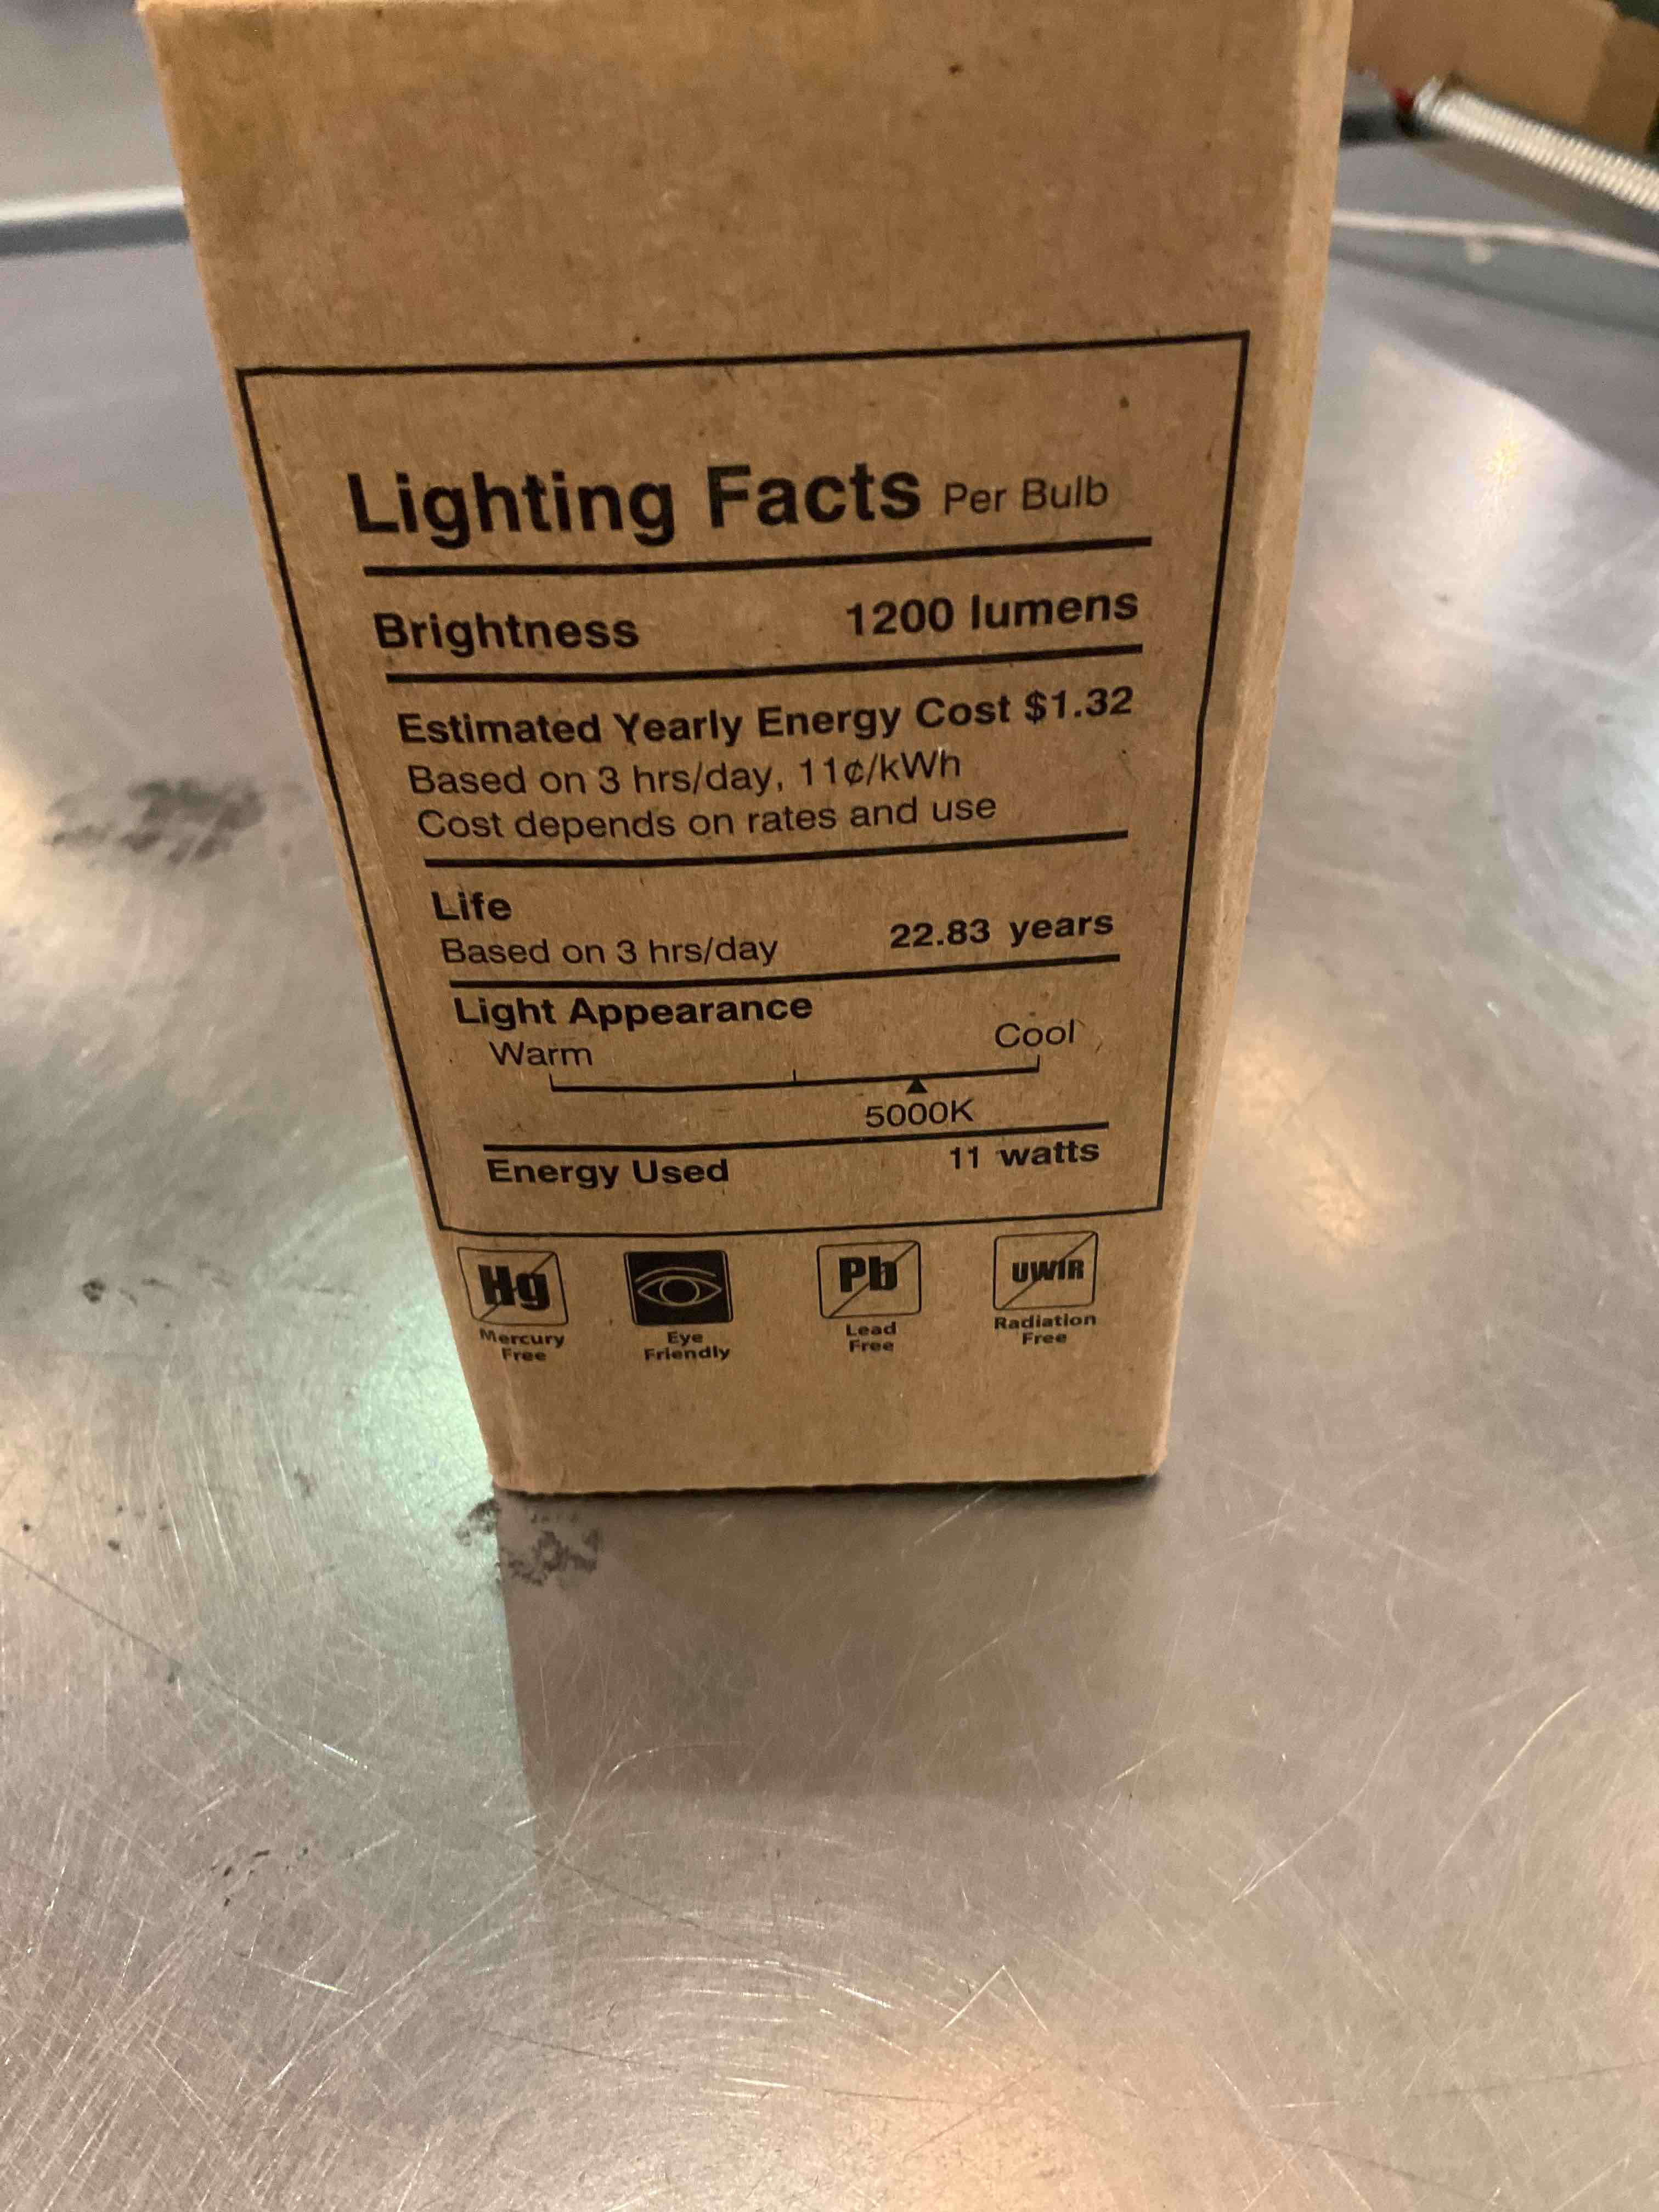 Lighting Facts Per Bulb
Brightness 1200 lumens
Estimated Yearly Energy Cost $1.32
Based on 3 hrs/day, 11¢/kWh
Cost depends on rates and use
Life
Based on 3 hrs/day 22.83 years
Light Appearance
Warm Cool
5000K
Energy Used 11 watts
Hg Pb UV/IR
Mercury Eye Lead Radiation
Free Friendly Free Free